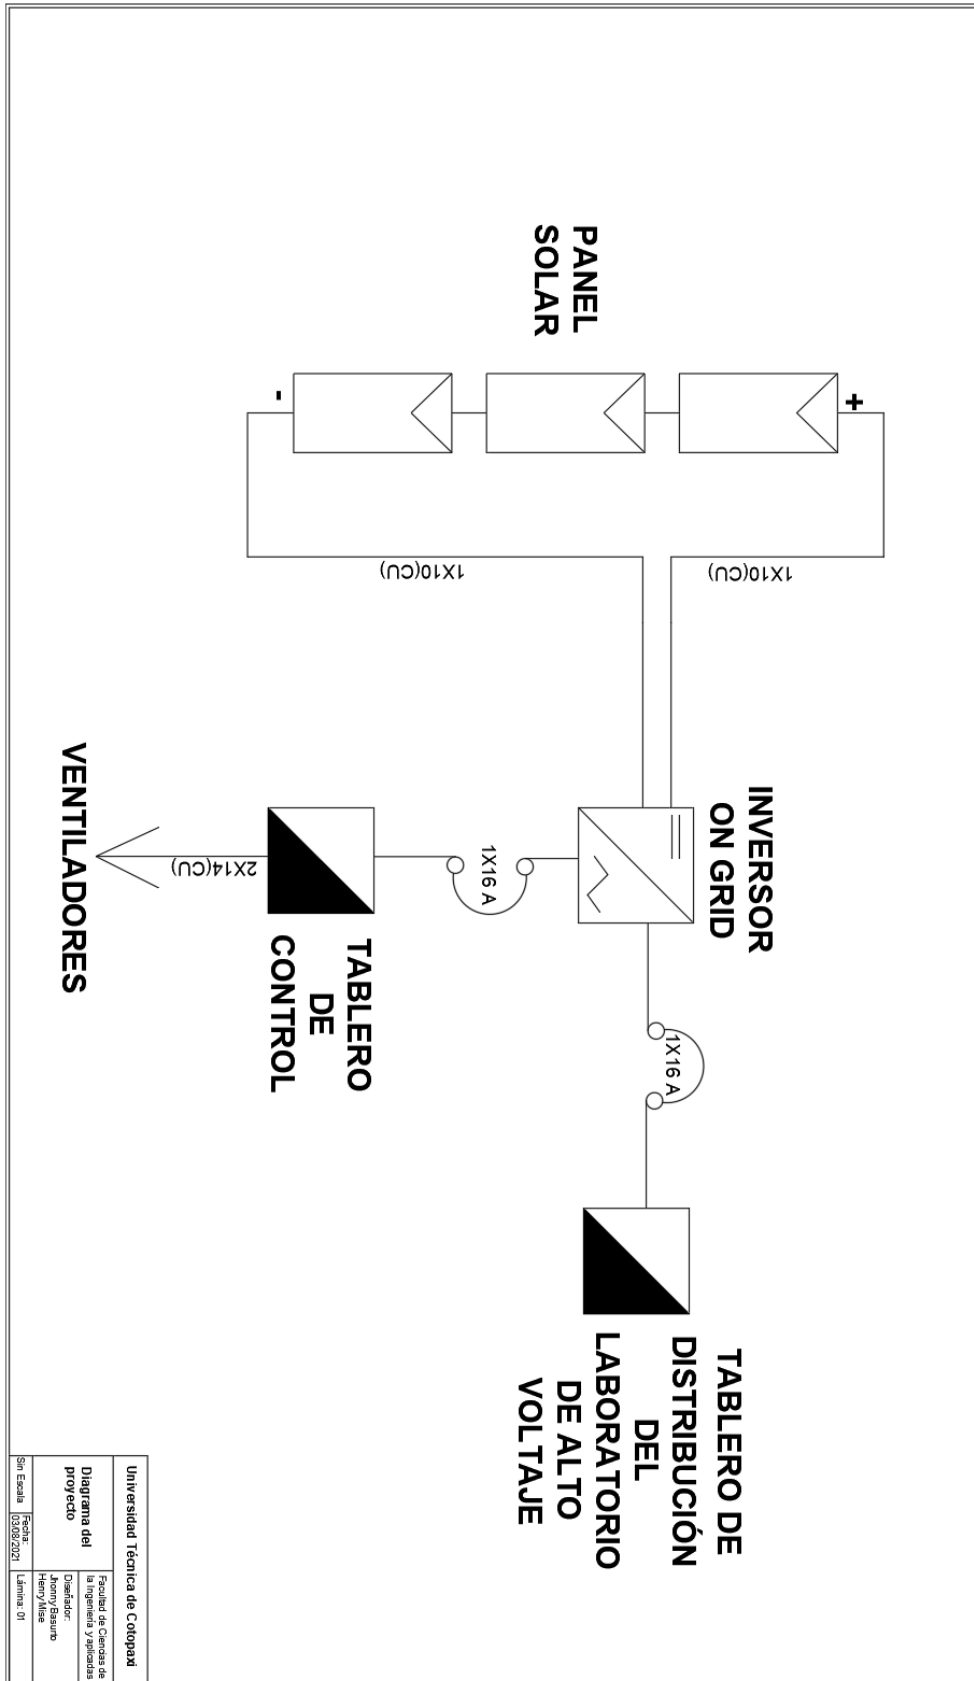 PANEL
SOLAR
+
-
1X10(CU)
1X10(CU)
INVERSOR
ON GRID
1X16 A
1X16 A
TABLERO
DE
CONTROL
2X14(CU)
VENTILADORES
TABLERO DE
DISTRIBUCIÓN
DEL
LABORATORIO
DE ALTO
VOLTAJE
Universidad Técnica de Cotopaxi
Diagrama del
proyecto
Facultad de Ciencias de
la Ingeniería y aplicadas
Diseñador:
Jhonny Basurto
Henry Mise
Sin Escala
Fecha:
03/08/2021
Lámina: 01